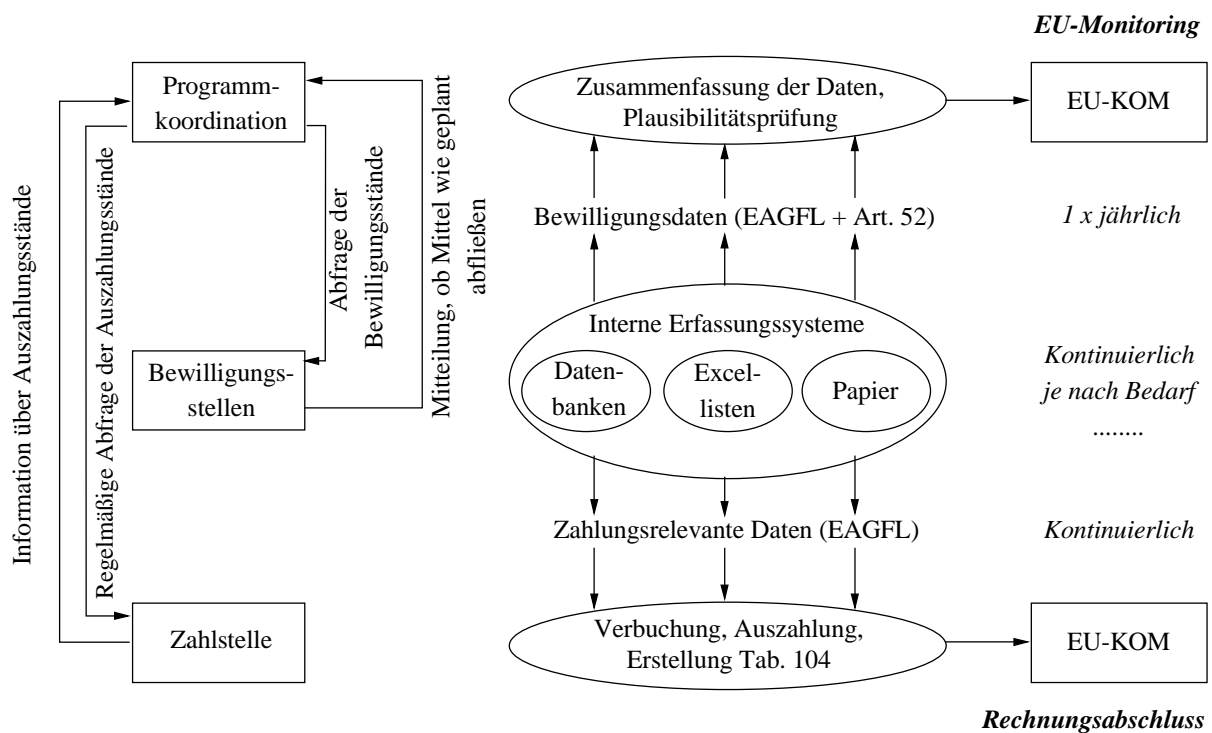 EU-Monitoring
Programm-
koordination
Zusammenfassung der Daten,
Plausibilitätsprüfung
EU-KOM
Information über Auszahlungsstände
Regelmäßige Abfrage der Auszahlungsstände
Abfrage der
Bewilligungsstände
Mitteilung, ob Mittel wie geplant
abfließen
Bewilligungsdaten (EAGFL + Art. 52)
1 x jährlich
Interne Erfassungssysteme
Bewilligungs-
stellen
Daten-
banken
Excel-
listen
Papier
Kontinuierlich
je nach Bedarf
........
Zahlungsrelevante Daten (EAGFL)
Kontinuierlich
Zahlstelle
Verbuchung, Auszahlung,
Erstellung Tab. 104
EU-KOM
Rechnungsabschluss